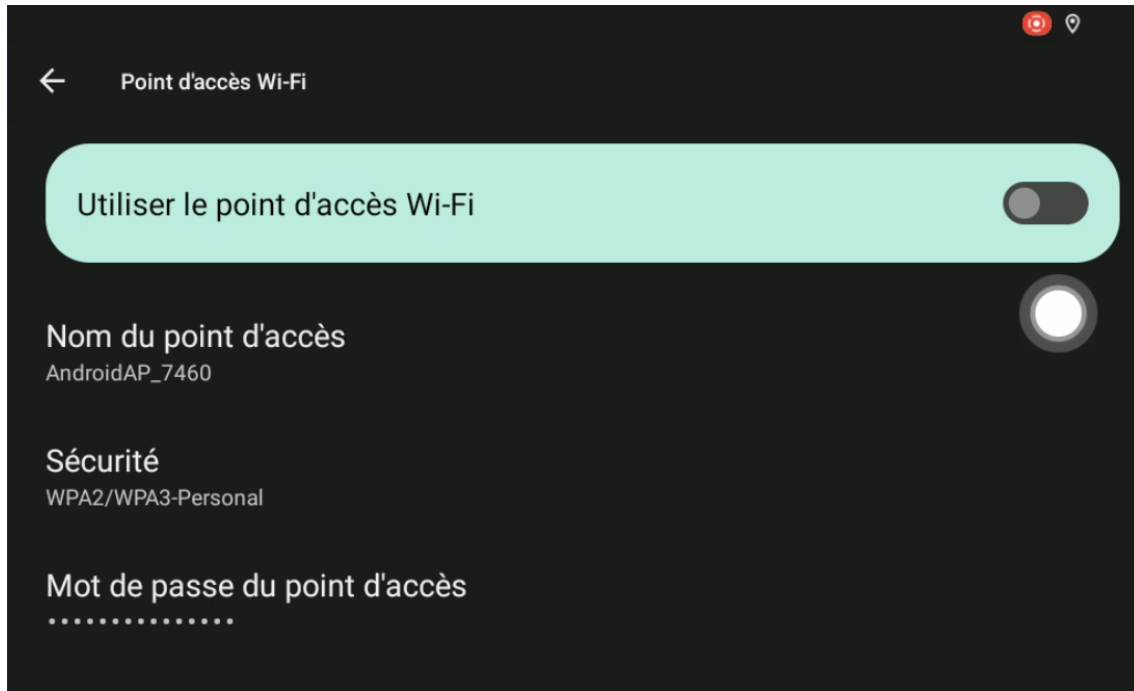 Point d'accès Wi-Fi
Utiliser le point d'accès Wi-Fi
Nom du point d'accès
AndroidAP_7460
Sécurité
WPA2/WPA3-Personal
Mot de passe du point d'accès
•••••••••••••••